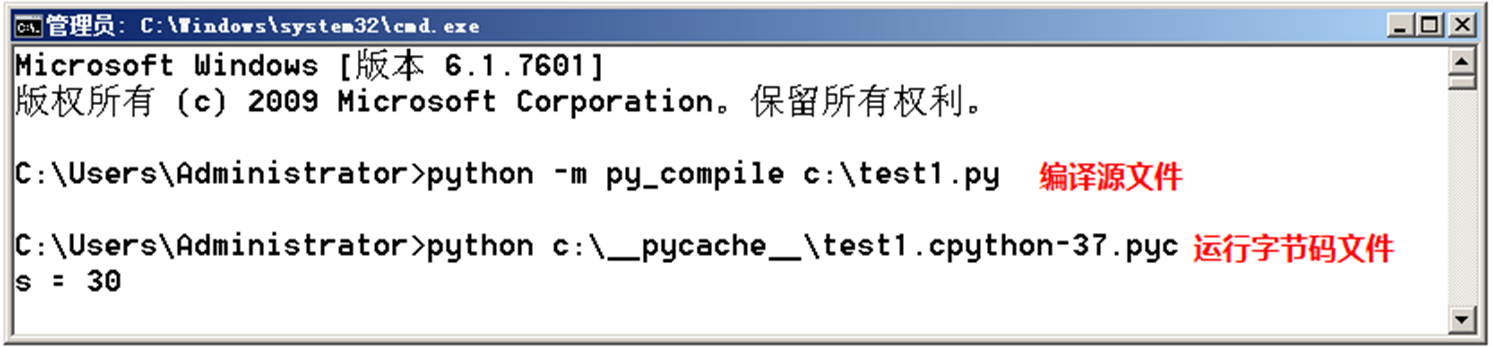 管理员: C:\Windows\system32\cmd.exe
Microsoft Windows [版本 6.1.7601]
版权所有 (c) 2009 Microsoft Corporation。保留所有权利。
C:\Users\Administrator>python -m py_compile c:\test1.py 编译源文件
C:\Users\Administrator>python c:\__pycache__\test1.cpython-37.pyc 运行字节码文件
s = 30